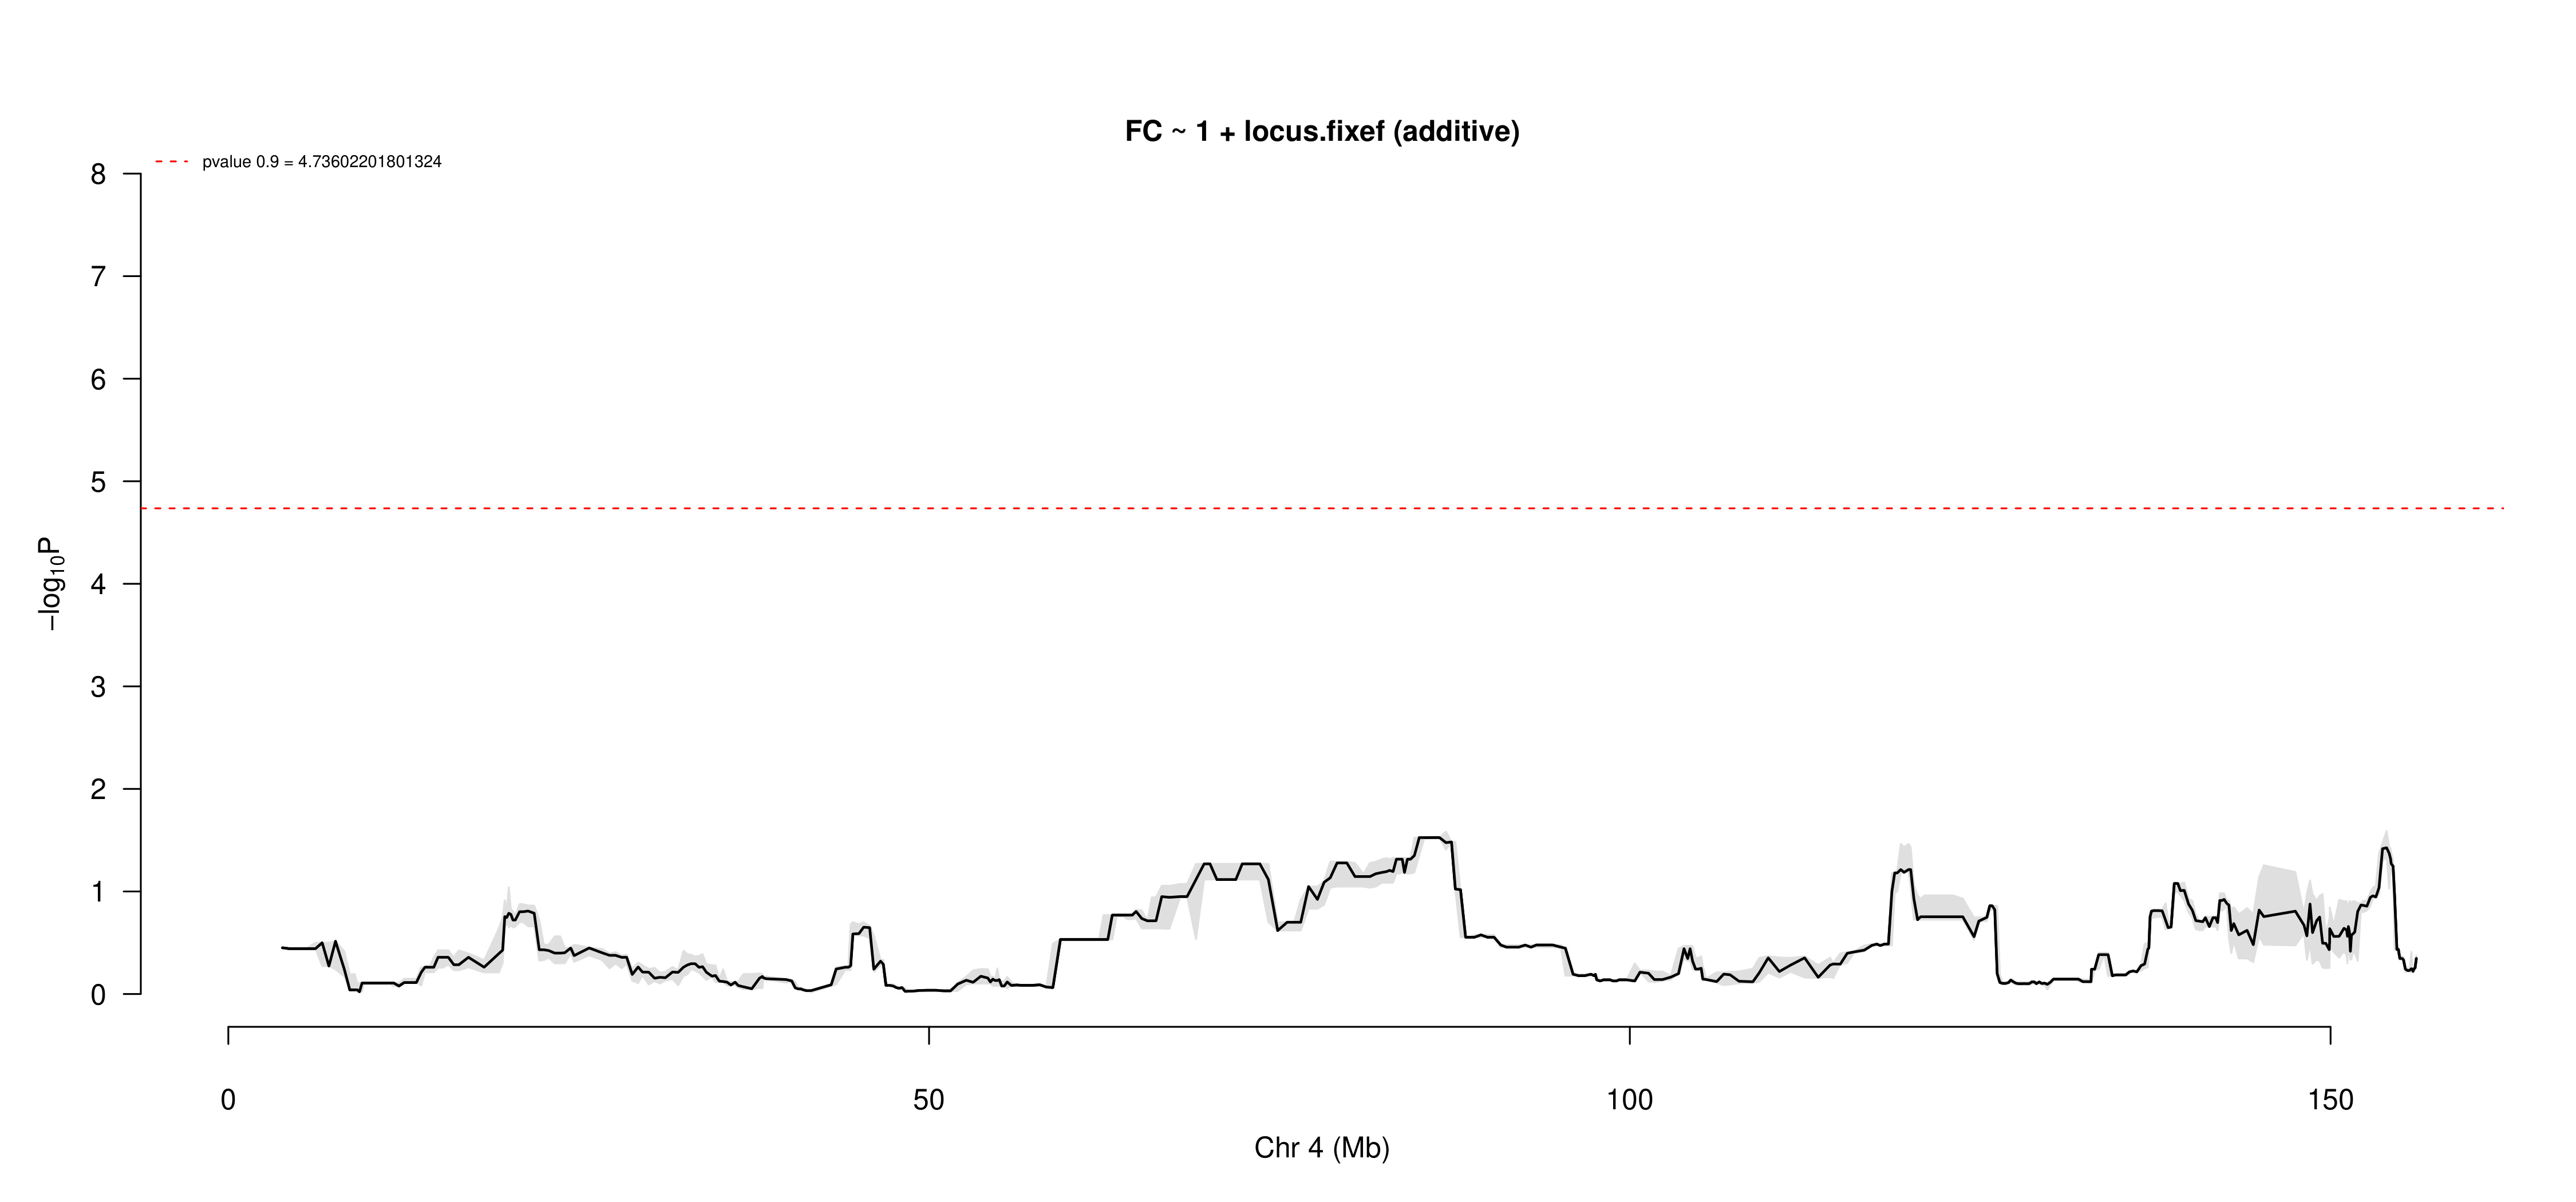 FC ~ 1 + locus.fixef (additive)
pvalue 0.9 = 4.73602201801324
8
7
6
5
4
3
2
1
0
−log10P
0 50 100 150
Chr 4 (Mb)